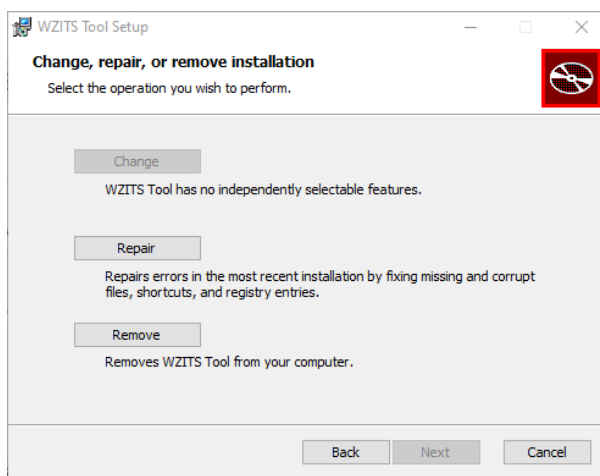 WZITS Tool Setup
Change, repair, or remove installation
Select the operation you wish to perform.
Change
WZITS Tool has no independently selectable features.
Repair
Repairs errors in the most recent installation by fixing missing and corrupt
files, shortcuts, and registry entries.
Remove
Removes WZITS Tool from your computer.
Back Next Cancel